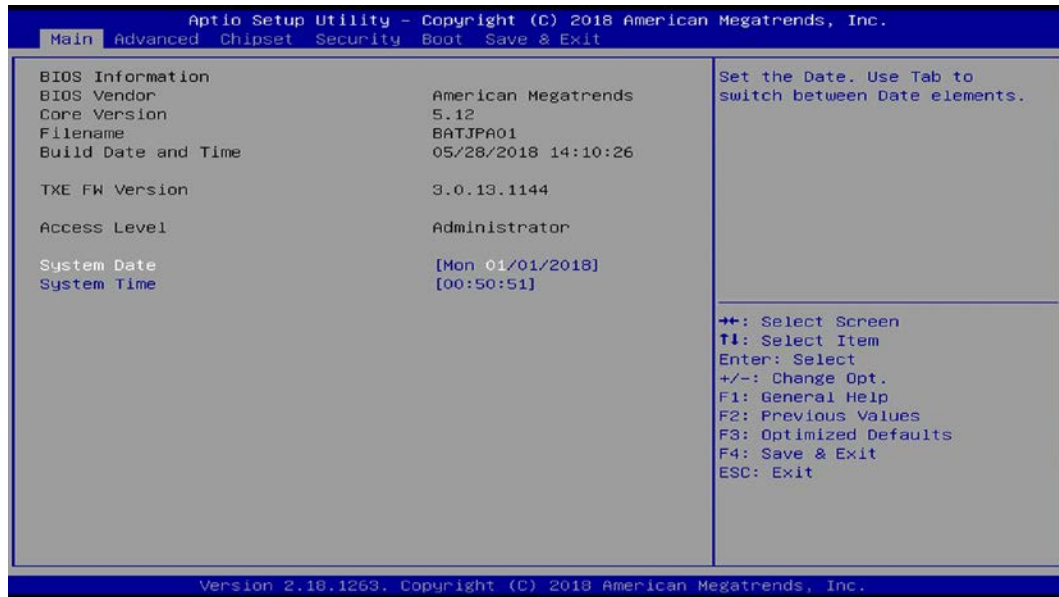 Aptio Setup Utility – Copyright (C) 2018 American Megatrends, Inc.
Main Advanced Chipset Security Boot Save & Exit
BIOS Information
BIOS Vendor American Megatrends
Core Version 5.12
Filename BATJPA01
Build Date and Time 05/28/2018 14:10:26
TXE FW Version 3.0.13.1144
Access Level Administrator
System Date [Mon 01/01/2018]
System Time [00:50:51]
Set the Date. Use Tab to
switch between Date elements.
→←: Select Screen
↑↓: Select Item
Enter: Select
+/-: Change Opt.
F1: General Help
F2: Previous Values
F3: Optimized Defaults
F4: Save & Exit
ESC: Exit
Version 2.18.1263. Copyright (C) 2018 American Megatrends, Inc.